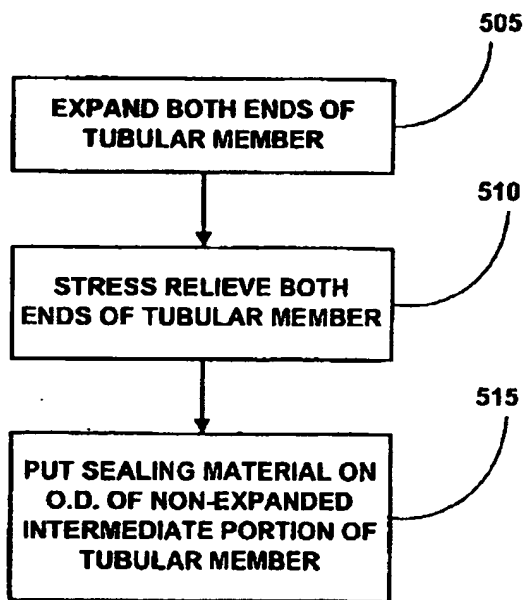 505
EXPAND BOTH ENDS OF
TUBULAR MEMBER
510
STRESS RELIEVE BOTH
ENDS OF TUBULAR MEMBER
515
PUT SEALING MATERIAL ON
O.D. OF NON-EXPANDED
INTERMEDIATE PORTION OF
TUBULAR MEMBER